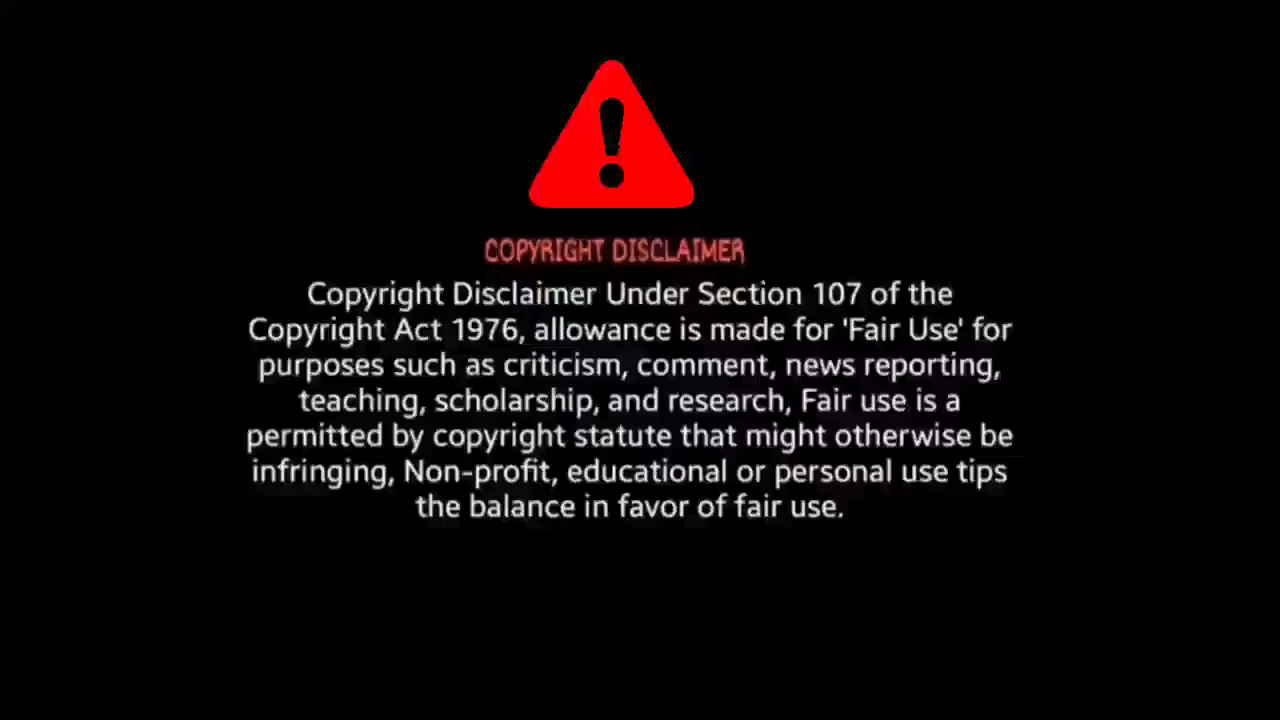 COPYRIGHT DISCLAIMER
Copyright Disclaimer Under Section 107 of the
Copyright Act 1976, allowance is made for 'Fair Use' for
purposes such as criticism, comment, news reporting,
teaching, scholarship, and research, Fair use is a
permitted by copyright statute that might otherwise be
infringing, Non-profit, educational or personal use tips
the balance in favor of fair use.